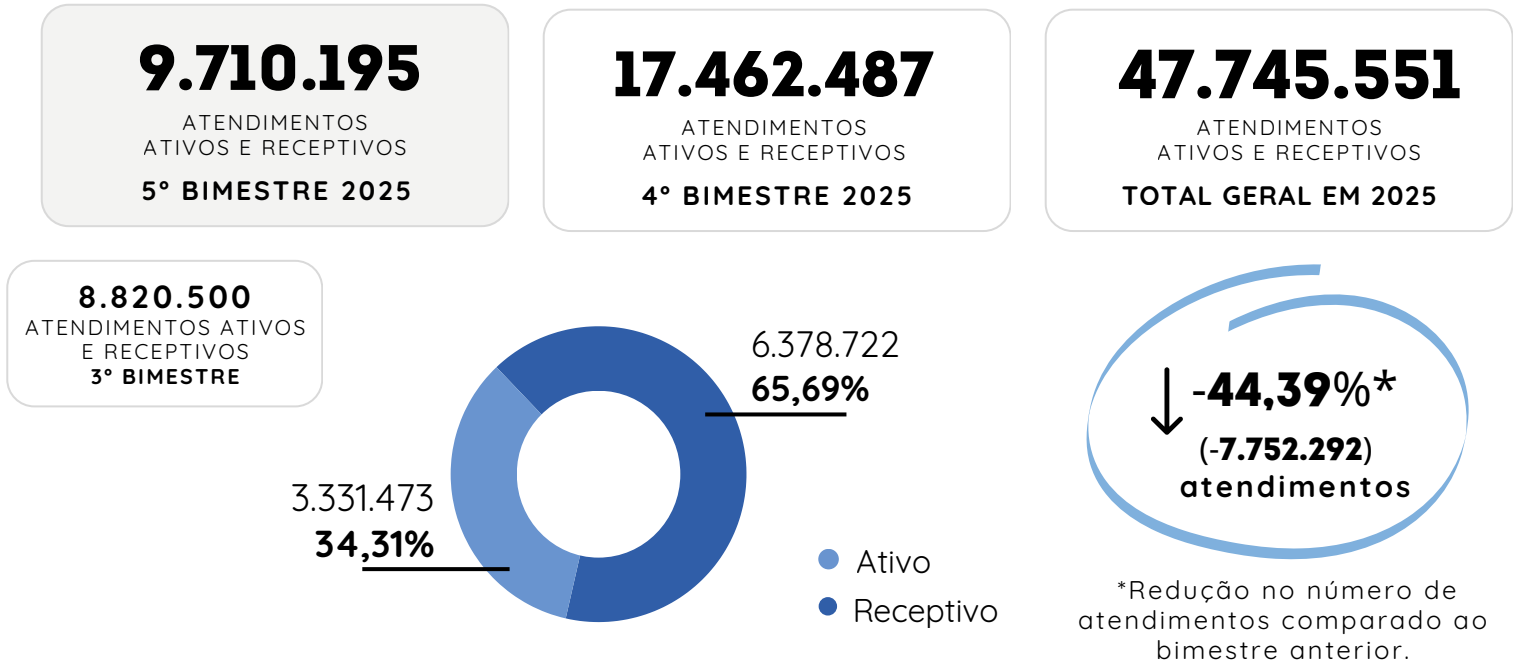 9.710.195
ATENDIMENTOS
ATIVOS E RECEPTIVOS
5º BIMESTRE 2025
17.462.487
ATENDIMENTOS
ATIVOS E RECEPTIVOS
4º BIMESTRE 2025
47.745.551
ATENDIMENTOS
ATIVOS E RECEPTIVOS
TOTAL GERAL EM 2025
8.820.500
ATENDIMENTOS ATIVOS
E RECEPTIVOS
3º BIMESTRE
6.378.722
65,69%
3.331.473
34,31%
Ativo
Receptivo
-44,39%*
(-7.752.292)
atendimentos
*Redução no número de
atendimentos comparado ao
bimestre anterior.